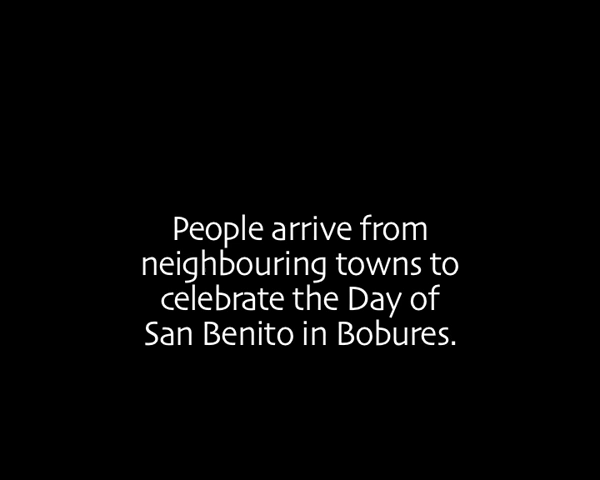 People arrive from
neighbouring towns to
celebrate the Day of
San Benito in Bobures.